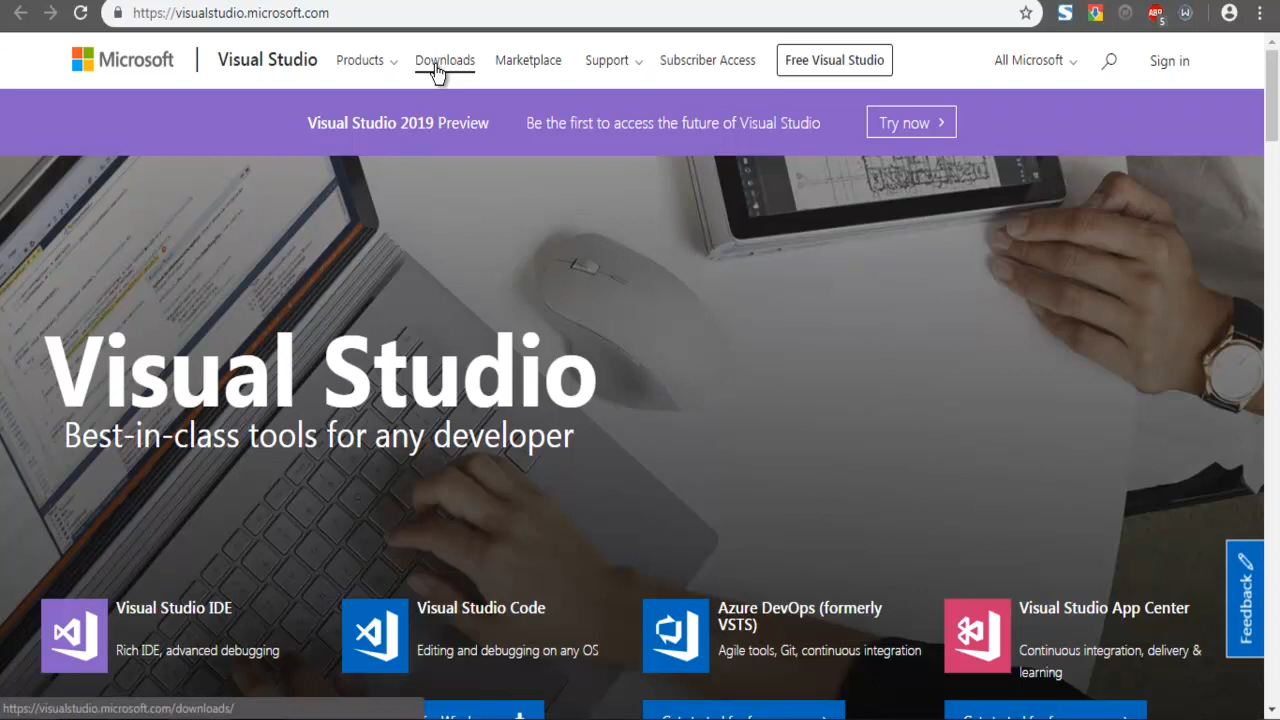 https://visualstudio.microsoft.com
ABP
5
Microsoft
Visual Studio
Products
Downloads
Marketplace
Support
Subscriber Access
Free Visual Studio
All Microsoft
Sign in
Visual Studio 2019 Preview
Be the first to access the future of Visual Studio
Try now
Visual Studio
Best-in-class tools for any developer
Visual Studio IDE
Rich IDE, advanced debugging
Visual Studio Code
Editing and debugging on any OS
Azure DevOps (formerly
VSTS)
Agile tools, Git, continuous integration
Visual Studio App Center
Continuous integration, delivery &
learning
Feedback
https://visualstudio.microsoft.com/downloads/